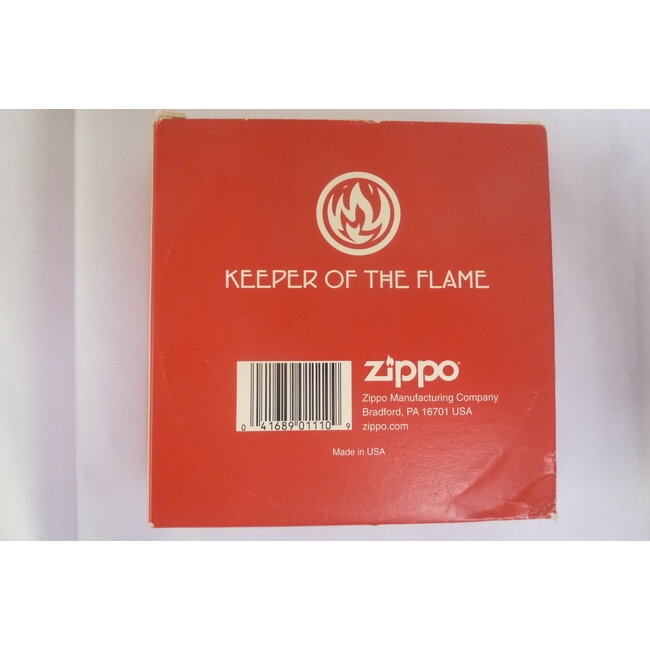 KEEPER OF THE FLAME
zippo
Zippo Manufacturing Company
Bradford, PA 16701 USA
zippo.com
0 41689 01110 9
Made in USA